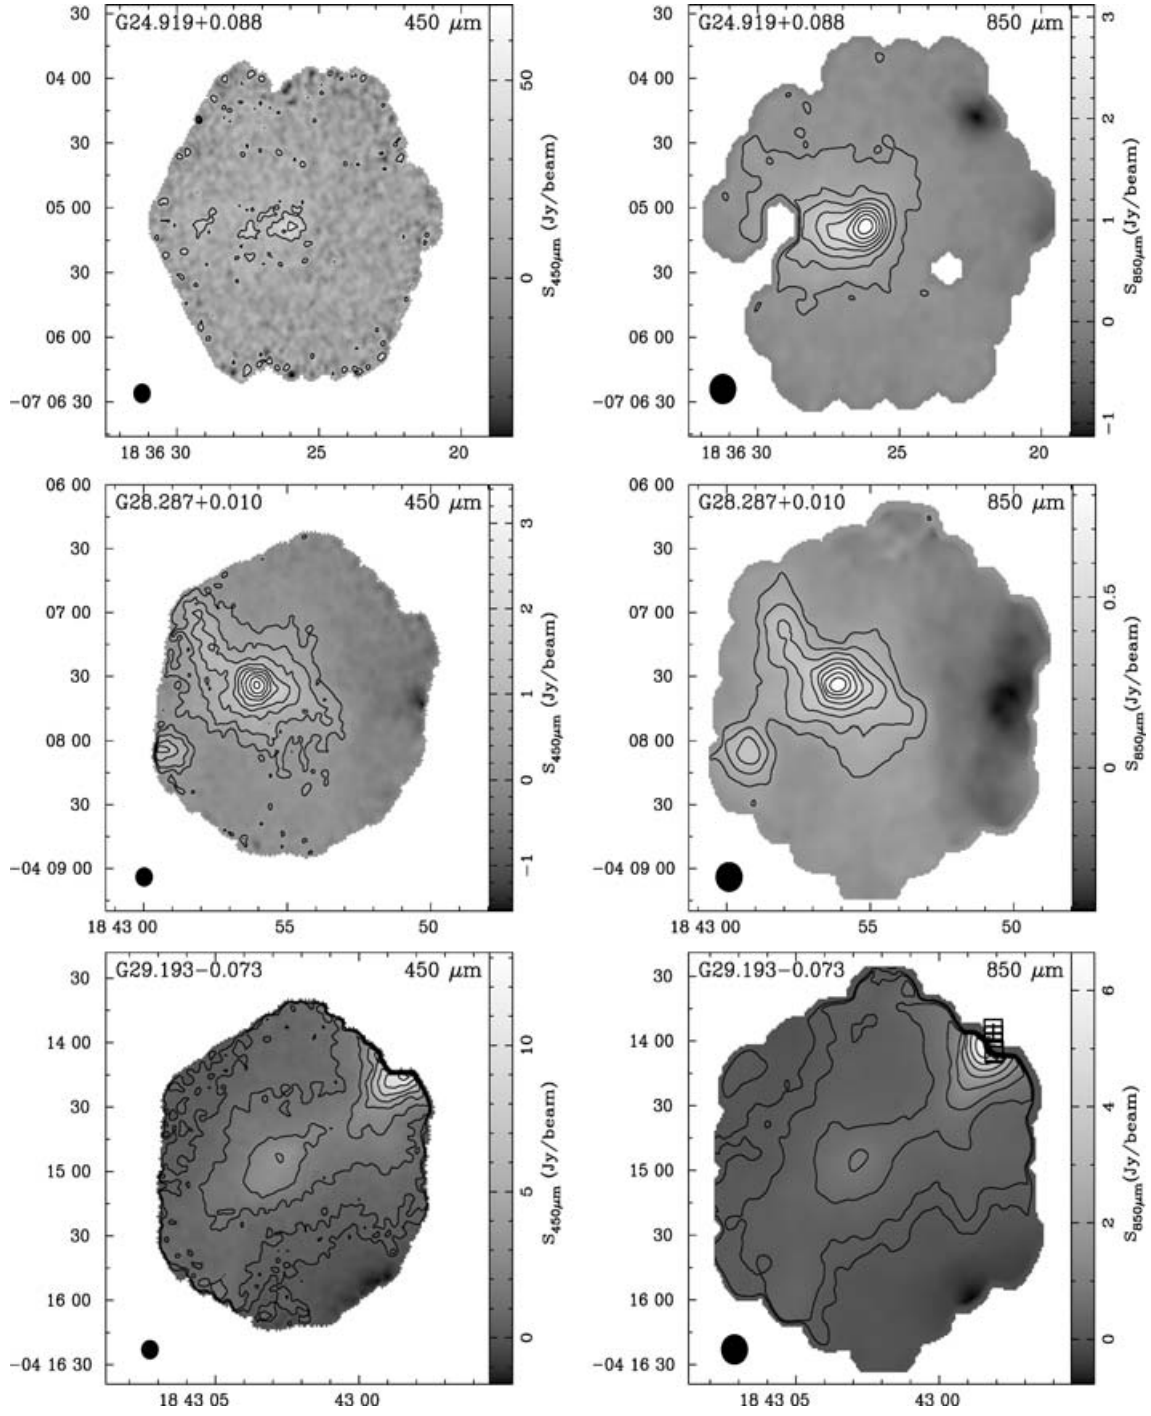 G24.919+0.088 450 μm
30
04 00
30
05 00
30
06 00
−07 06 30
18 36 30 25 20
50
0
S450μm (Jy/beam)
G24.919+0.088 850 μm
30
04 00
30
05 00
30
06 00
−07 06 30
18 36 30 25 20
3
2
1
0
−1
S850μm(Jy/beam)
G28.287+0.010 450 μm
06 00
30
07 00
30
08 00
30
−04 09 00
18 43 00 55 50
3
2
1
0
−1
S450μm (Jy/beam)
G28.287+0.010 850 μm
06 00
30
07 00
30
08 00
30
−04 09 00
18 43 00 55 50
0.5
0
S850μm(Jy/beam)
G29.193−0.073 450 μm
30
14 00
30
15 00
30
16 00
−04 16 30
18 43 05 43 00
10
5
0
S450μm (Jy/beam)
G29.193−0.073 850 μm
30
14 00
30
15 00
30
16 00
−04 16 30
18 43 05 43 00
6
4
2
0
S850μm(Jy/beam)